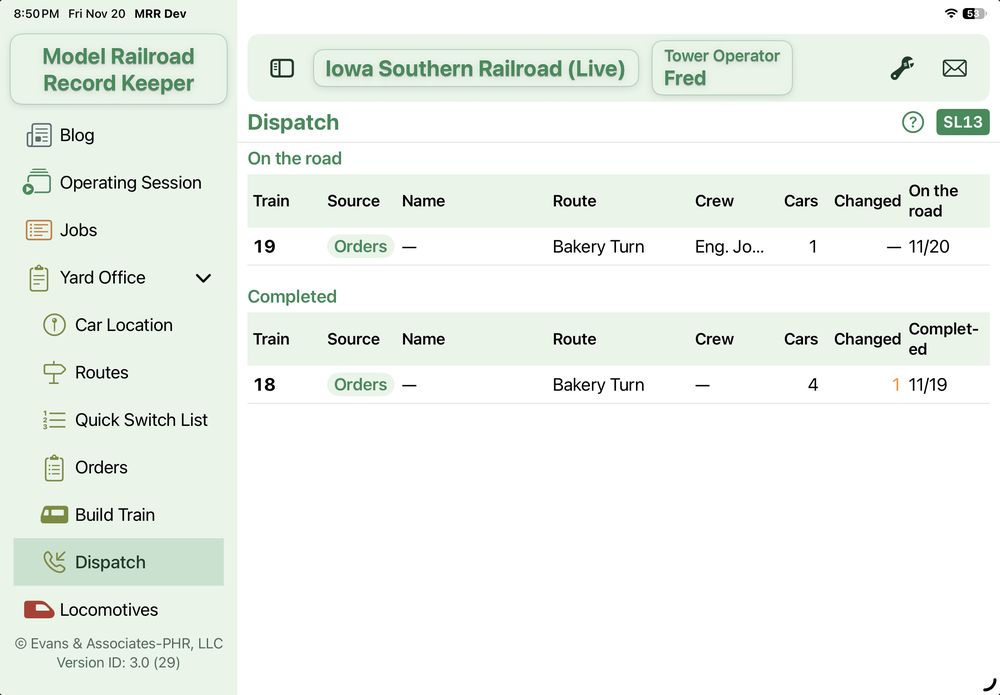 8:50 PM Fri Nov 20 MRR Dev
53
Model Railroad
Record Keeper
Iowa Southern Railroad (Live)
Tower Operator
Fred
Blog
Operating Session
Jobs
Yard Office
Car Location
Routes
Quick Switch List
Orders
Build Train
Dispatch
Locomotives
© Evans & Associates-PHR, LLC
Version ID: 3.0 (29)
Dispatch
? SL13
On the road
Train Source Name Route Crew Cars Changed On the
road
19 Orders — Bakery Turn Eng. Jo... 1 — 11/20
Completed
Train Source Name Route Crew Cars Changed Complet-
ed
18 Orders — Bakery Turn — 4 1 11/19